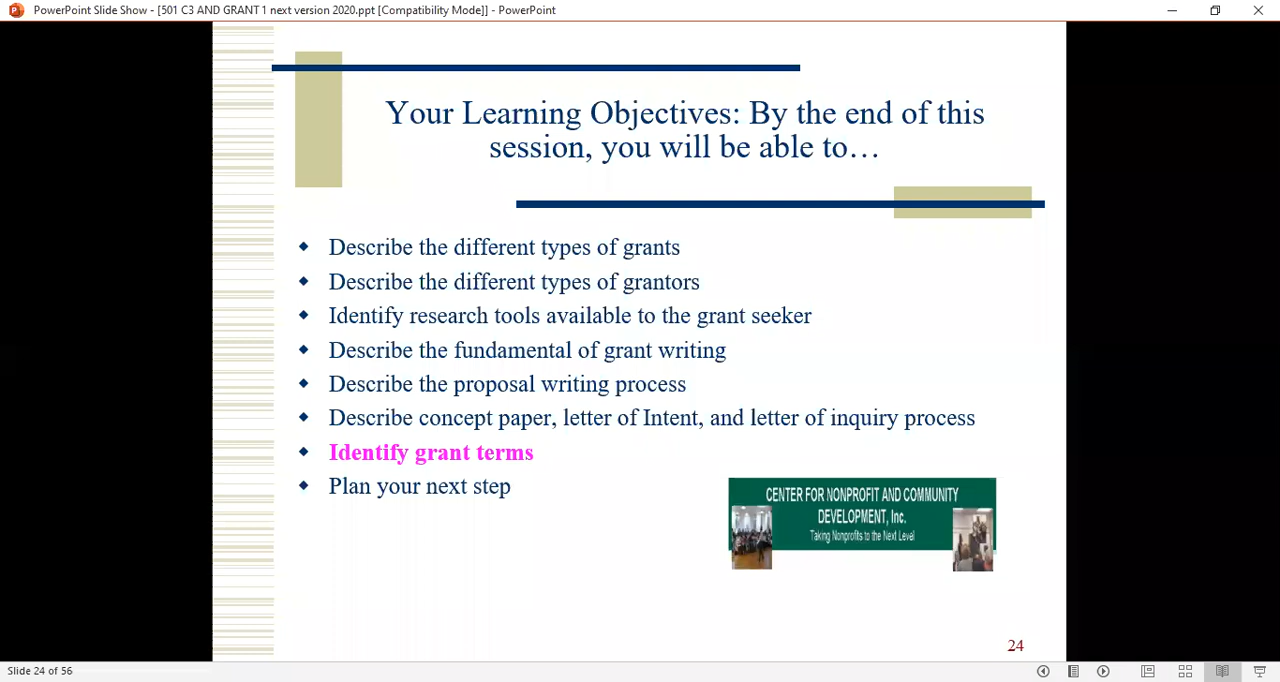 PowerPoint Slide Show - [501 C3 AND GRANT 1 next version 2020.ppt [Compatibility Mode]] - PowerPoint
Your Learning Objectives: By the end of this
session, you will be able to…
Describe the different types of grants
Describe the different types of grantors
Identify research tools available to the grant seeker
Describe the fundamental of grant writing
Describe the proposal writing process
Describe concept paper, letter of Intent, and letter of inquiry process
Identify grant terms
Plan your next step
CENTER FOR NONPROFIT AND COMMUNITY
DEVELOPMENT, Inc.
Taking Nonprofits to the Next Level
24
Slide 24 of 56